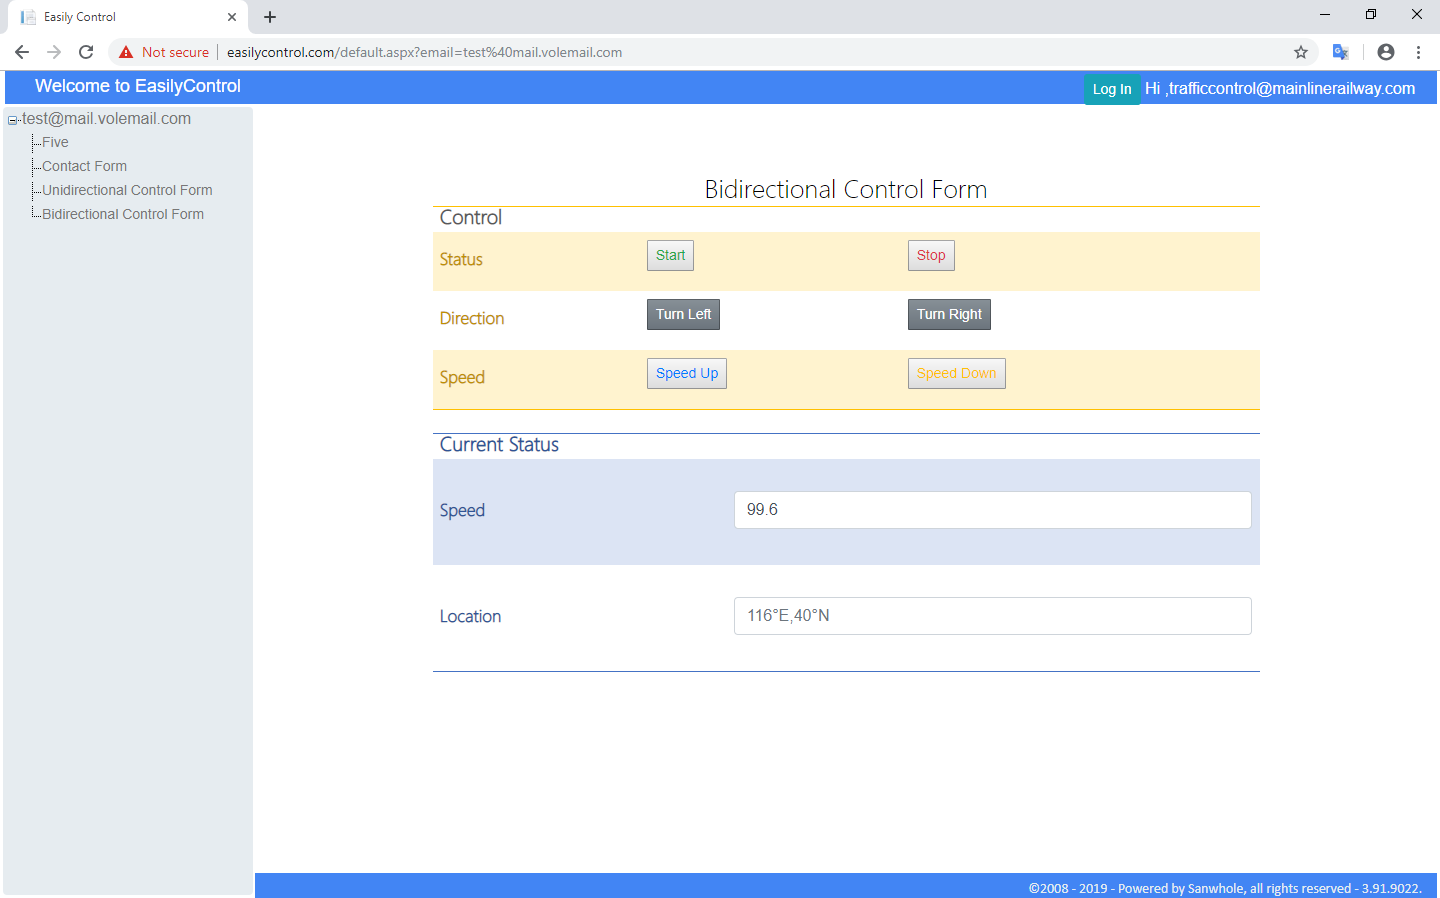 Easily Control
Not secure easilycontrol.com/default.aspx?email=test%40mail.volemail.com
Welcome to EasilyControl
Log In Hi ,trafficcontrol@mainlinerailway.com
test@mail.volemail.com
Five
Contact Form
Unidirectional Control Form
Bidirectional Control Form
Bidirectional Control Form
Control
Status Start Stop
Direction Turn Left Turn Right
Speed Speed Up Speed Down
Current Status
Speed 99.6
Location 116°E,40°N
©2008 - 2019 - Powered by Sanwhole, all rights reserved - 3.91.9022.